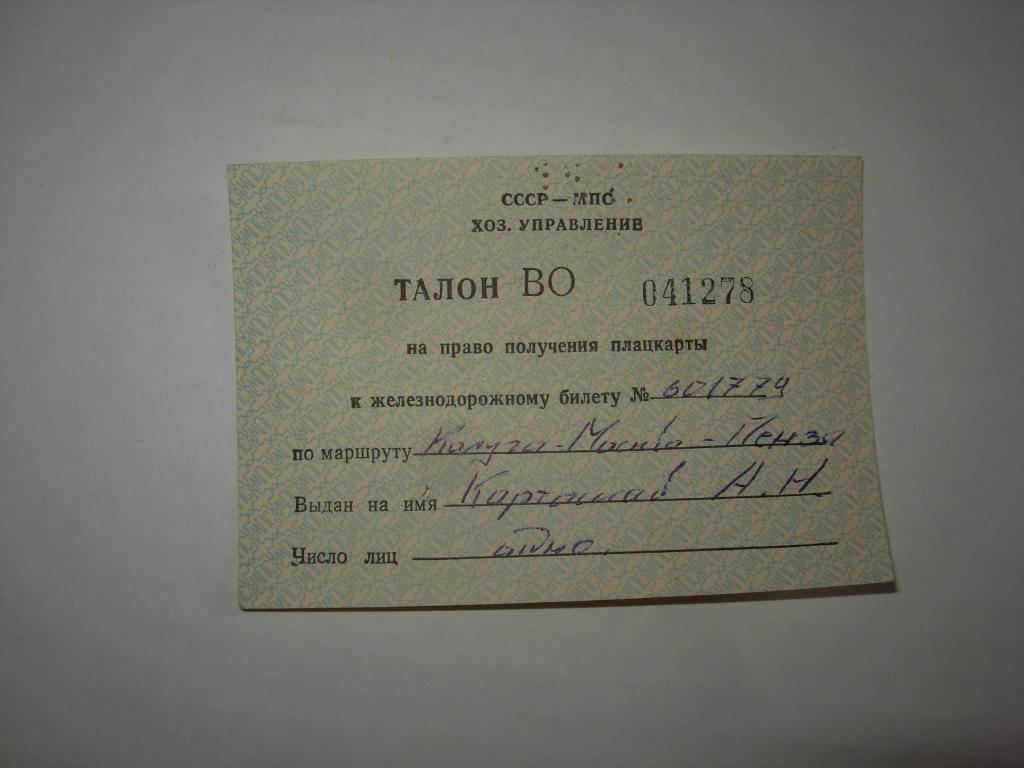 СССР — МПС
ХОЗ. УПРАВЛЕНИЕ
ТАЛОН ВО 041278
на право получения плацкарты
к железнодорожному билету № 601779
по маршруту Калуга - Москва - Пенза
Выдан на имя А.Н.
Число лиц одно.